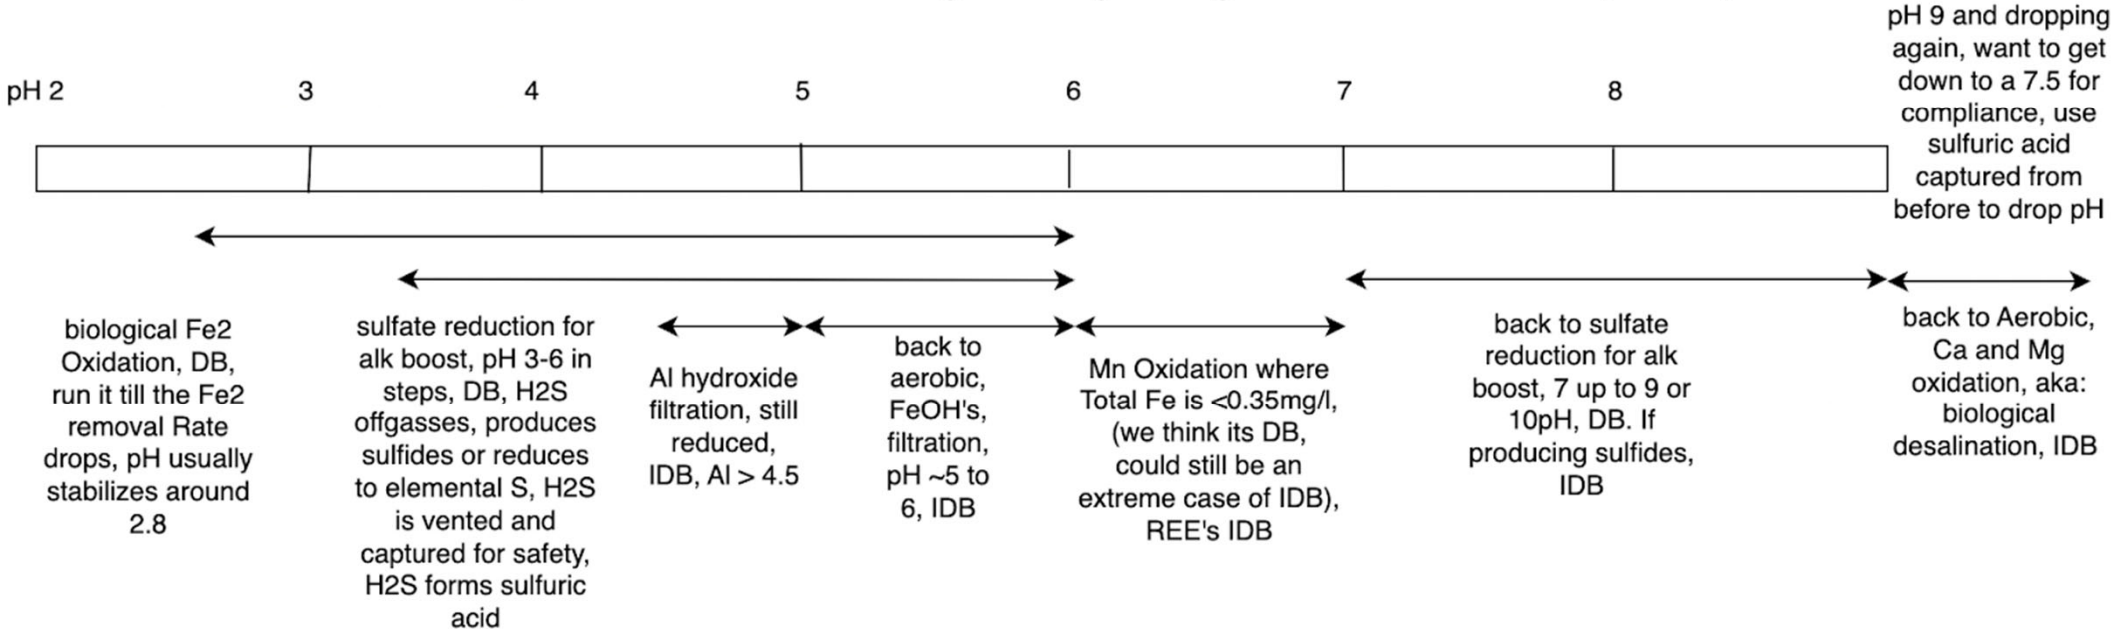 pH 2
3
4
5
6
7
8
pH 9 and dropping
again, want to get
down to a 7.5 for
compliance, use
sulfuric acid
captured from
before to drop pH
biological Fe2
Oxidation, DB,
run it till the Fe2
removal Rate
drops, pH usually
stabilizes around
2.8
sulfate reduction for
alk boost, pH 3-6 in
steps, DB, H2S
offgasses, produces
sulfides or reduces
to elemental S, H2S
is vented and
captured for safety,
H2S forms sulfuric
acid
Al hydroxide
filtration, still
reduced,
IDB, Al > 4.5
back to
aerobic,
FeOH's,
filtration,
pH ~5 to
6, IDB
Mn Oxidation where
Total Fe is <0.35mg/l,
(we think its DB,
could still be an
extreme case of IDB),
REE's IDB
back to sulfate
reduction for alk
boost, 7 up to 9 or
10pH, DB. If
producing sulfides,
IDB
back to Aerobic,
Ca and Mg
oxidation, aka:
biological
desalination, IDB